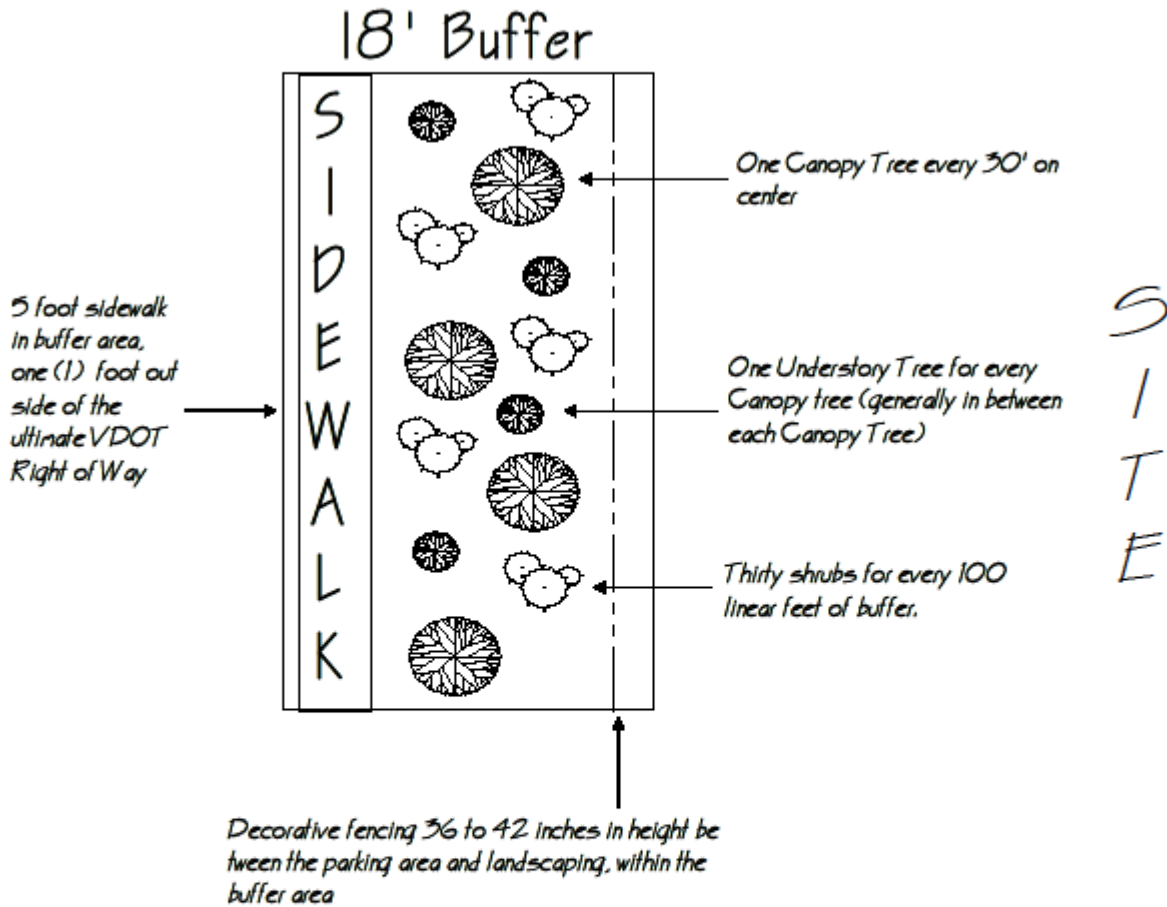 18' Buffer
SIDEWALK
5 foot sidewalk
in buffer area,
one (1) foot out
side of the
ultimate VDOT
Right of Way
One Canopy Tree every 30' on
center
One Understory Tree for every
Canopy tree (generally in between
each Canopy Tree)
Thirty shrubs for every 100
linear feet of buffer.
SITE
Decorative fencing 36 to 42 inches in height be
tween the parking area and landscaping, within the
buffer area